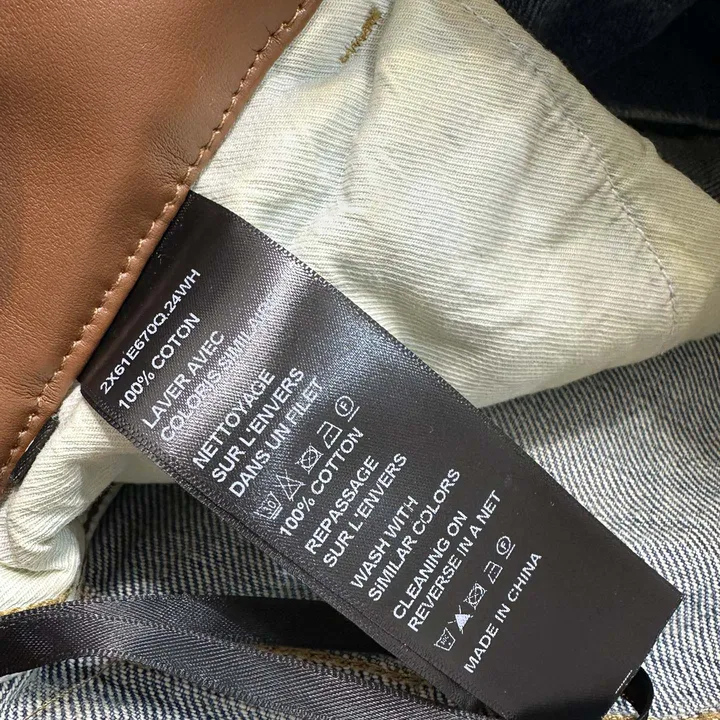 2X61E670Q.24WH
100% COTON
LAVER AVEC
COLORIS SIMILAIRES
NETTOYAGE
SUR L'ENVERS
DANS UN FILET
100% COTTON
REPASSAGE
SUR L'ENVERS
WASH WITH
SIMILAR COLORS
CLEANING ON
REVERSE IN A NET
MADE IN CHINA